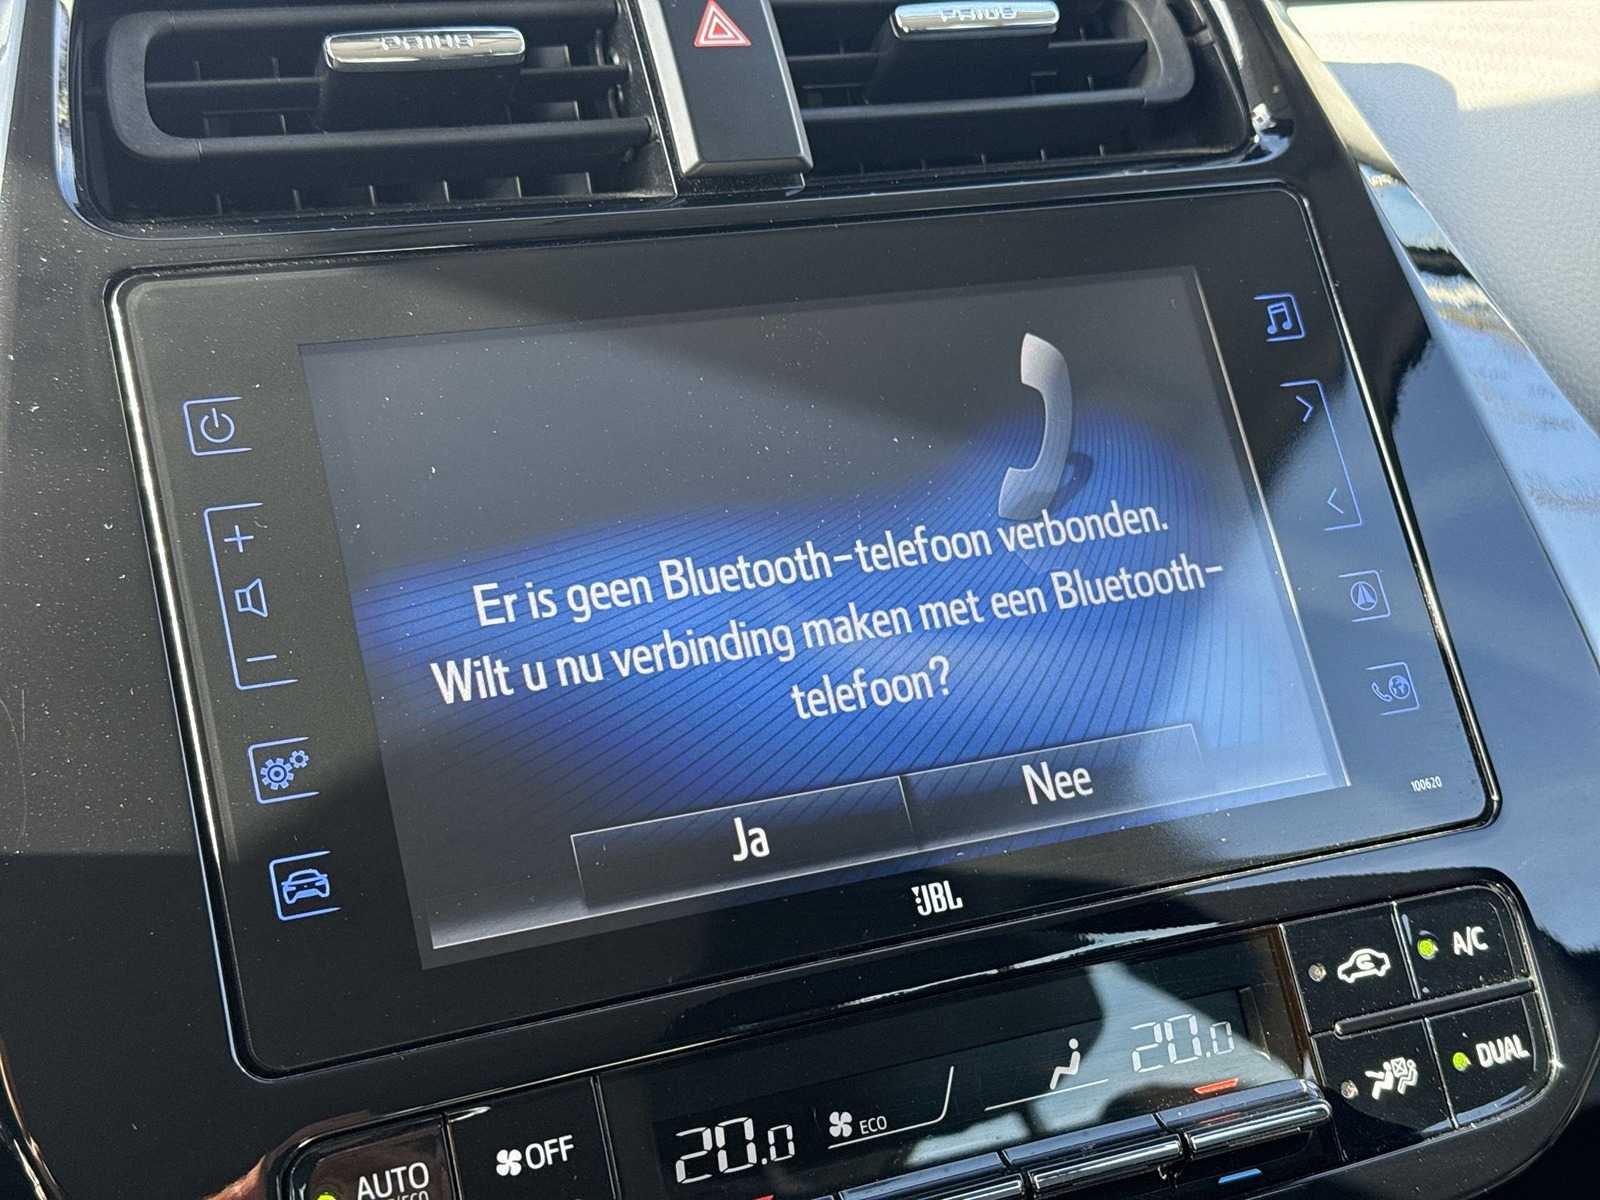 PRIUS
PRIUS
Er is geen Bluetooth-telefoon verbonden.
Wilt u nu verbinding maken met een Bluetooth-
telefoon?
Ja
Nee
100620
JBL
A/C
20.0
DUAL
20.0
ECO
OFF
AUTO